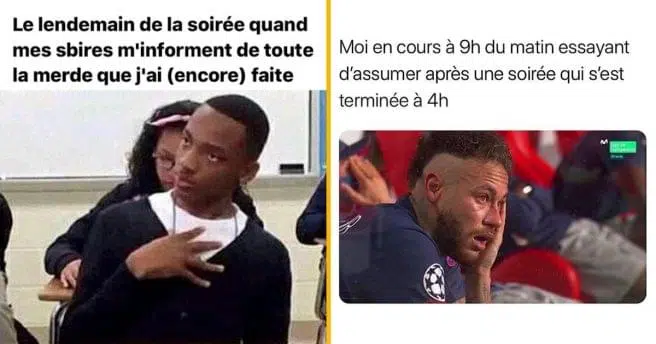 Le lendemain de la soirée quand
mes sbires m'informent de toute
la merde que j'ai (encore) faite
Moi en cours à 9h du matin essayant
d’assumer après une soirée qui s’est
terminée à 4h